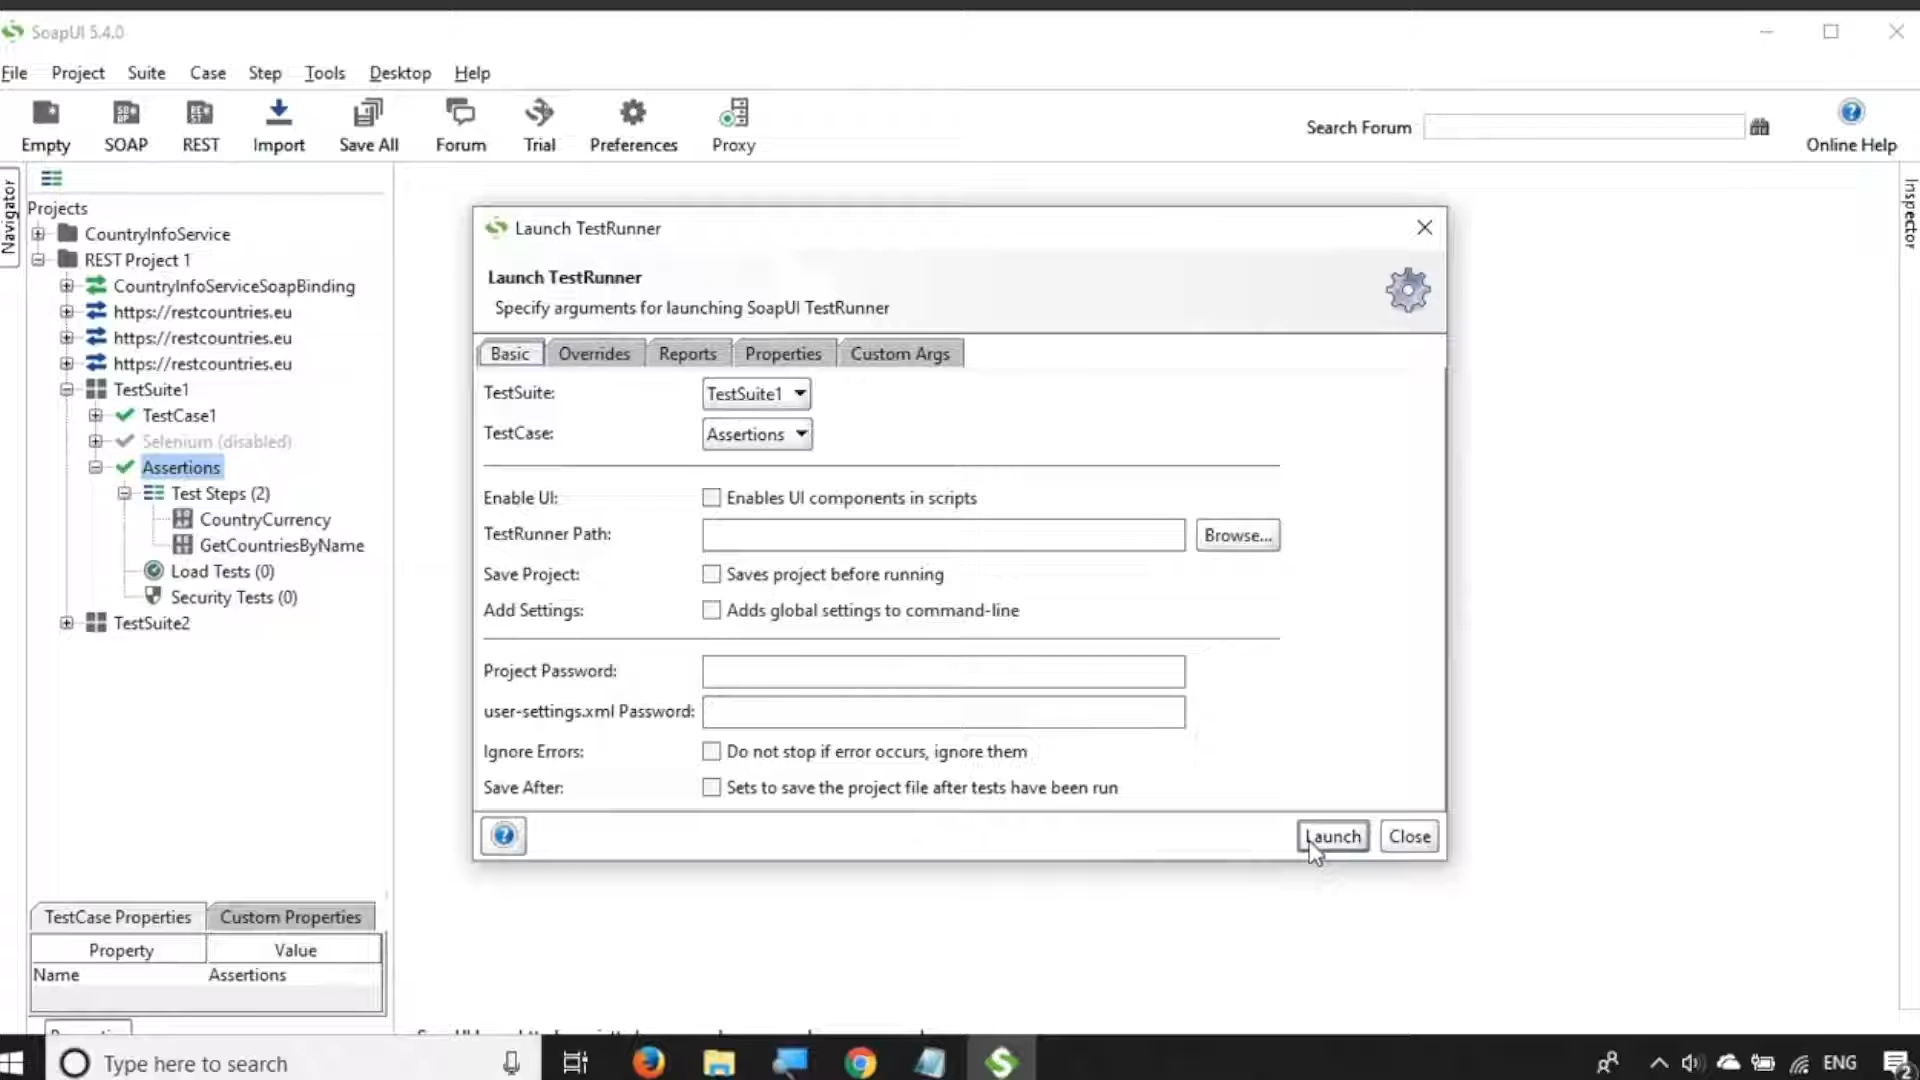 SoapUI 5.4.0
File Project Suite Case Step Tools Desktop Help
Empty SOAP REST Import Save All Forum Trial Preferences Proxy
Search Forum
Online Help
Navigator
Inspector
Projects
CountryInfoService
REST Project 1
CountryInfoServiceSoapBinding
https://restcountries.eu
https://restcountries.eu
https://restcountries.eu
TestSuite1
TestCase1
Selenium (disabled)
Assertions
Test Steps (2)
CountryCurrency
GetCountriesByName
Load Tests (0)
Security Tests (0)
TestSuite2
TestCase Properties Custom Properties
Property Value
Name Assertions
Launch TestRunner
Launch TestRunner
Specify arguments for launching SoapUI TestRunner
Basic Overrides Reports Properties Custom Args
TestSuite: TestSuite1
TestCase: Assertions
Enable UI: Enables UI components in scripts
TestRunner Path: Browse...
Save Project: Saves project before running
Add Settings: Adds global settings to command-line
Project Password:
user-settings.xml Password:
Ignore Errors: Do not stop if error occurs, ignore them
Save After: Sets to save the project file after tests have been run
Launch Close
Type here to search
ENG
2